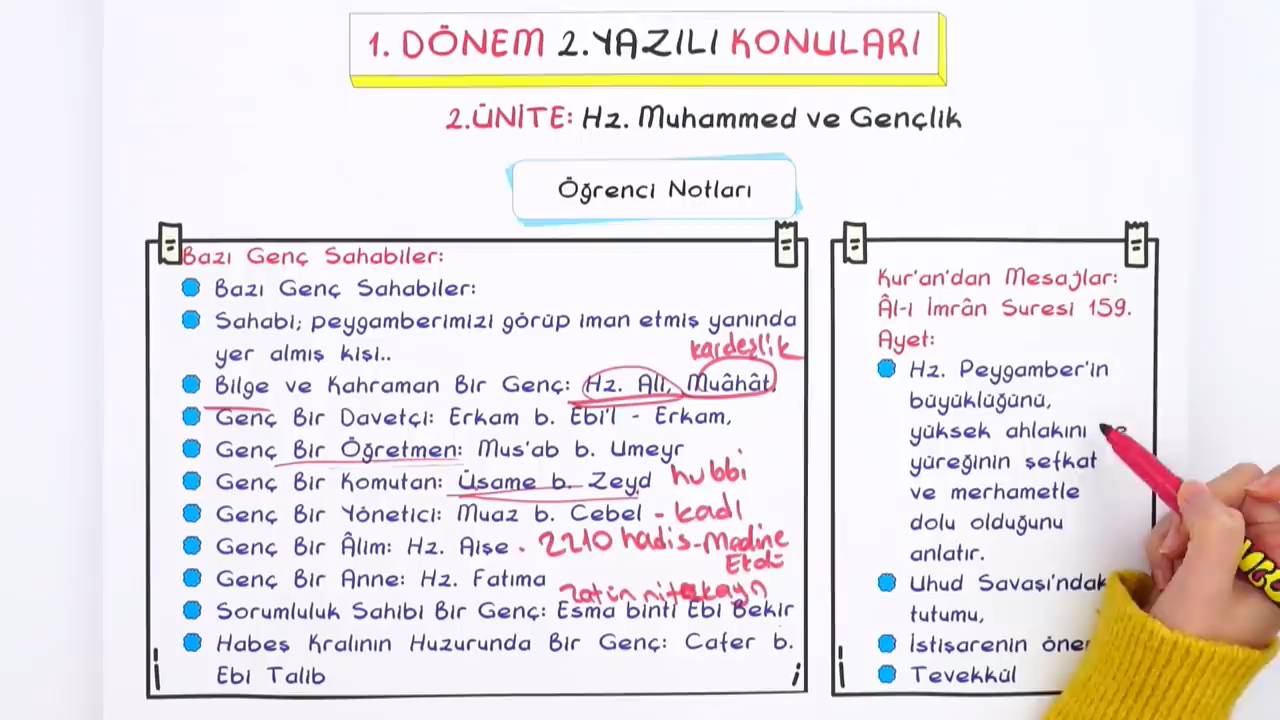 1. DÖNEM 2. YAZILI KONULARI
2.ÜNİTE: Hz. Muhammed ve Gençlik
Öğrenci Notları
Bazı Genç Sahabiler:
Bazı Genç Sahabiler:
Sahabi; peygamberimizi görüp iman etmiş yanında
yer almış kişi..
kardeşlik
Bilge ve Kahraman Bir Genç: Hz. Ali, Muâhât,
Genç Bir Davetçi: Erkam b. Ebi'l - Erkam,
Genç Bir Öğretmen: Mus'ab b. Umeyr
Genç Bir Komutan: Üsame b. Zeyd hubbi
Genç Bir Yönetici: Muaz b. Cebel - kadı
Genç Bir Âlim: Hz. Aişe. 2210 hadis-Medine
Genç Bir Anne: Hz. Fatıma
Sorumluluk Sahibi Bir Genç: Esma binti Ebi Bekir
Habeş Kralının Huzurunda Bir Genç: Cafer b.
Ebi Talib
Kur'an'dan Mesajlar:
Âl-i İmrân Suresi 159.
Ayet:
Hz. Peygamber'in
büyüklüğünü,
yüksek ahlakını
yüreğinin şefkat
ve merhametle
dolu olduğunu
anlatır.
Uhud Savaşı'ndak
tutumu,
İstişarenin öne
Tevekkül